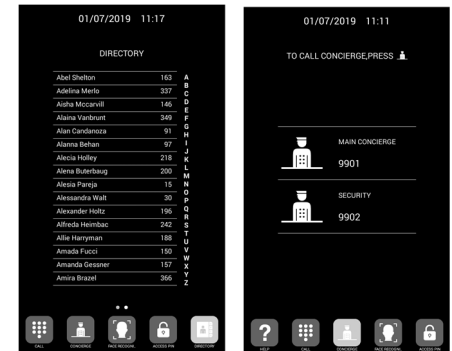 01/07/2019 11:17
DIRECTORY
Abel Shelton 163
Adelina Merlo 337
Aisha Mccarvill 146
Alaina Vanbrunt 349
Alan Candanoza 91
Alanna Behan 97
Alecia Holley 218
Alena Buterbaug 200
Alesia Pareja 15
Alessandra Walt 30
Alexander Holtz 196
Alfreda Heimbac 242
Allie Harryman 188
Amada Fucci 150
Amanda Gessner 157
Amira Brazel 366
A
B
C
D
E
F
G
H
I
J
K
L
M
N
O
P
Q
R
S
T
U
V
W
X
Y
Z
CALL
CONCIERGE
FACE RECOGNI.
ACCESS PIN
DIRECTORY
01/07/2019 11:11
TO CALL CONCIERGE,PRESS
MAIN CONCIERGE
9901
SECURITY
9902
?
HELP
CALL
CONCIERGE
FACE RECOGNI.
ACCESS PIN